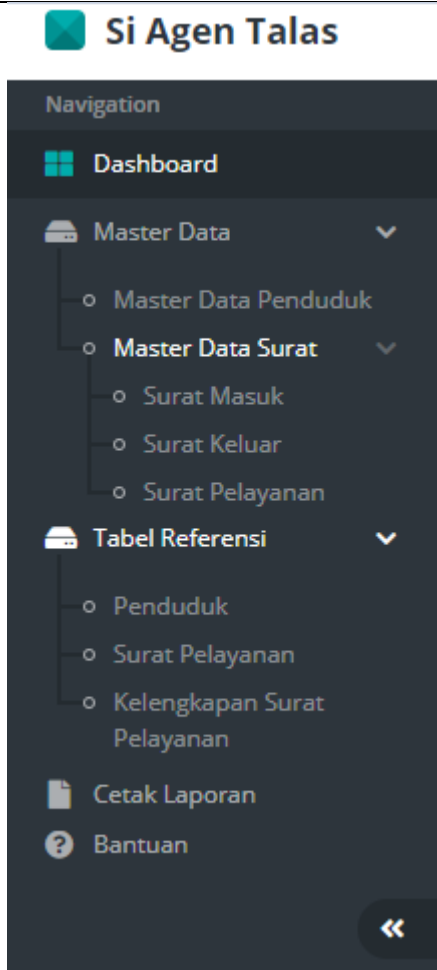 Si Agen Talas
Navigation
Dashboard
Master Data
Master Data Penduduk
Master Data Surat
Surat Masuk
Surat Keluar
Surat Pelayanan
Tabel Referensi
Penduduk
Surat Pelayanan
Kelengkapan Surat
Pelayanan
Cetak Laporan
Bantuan